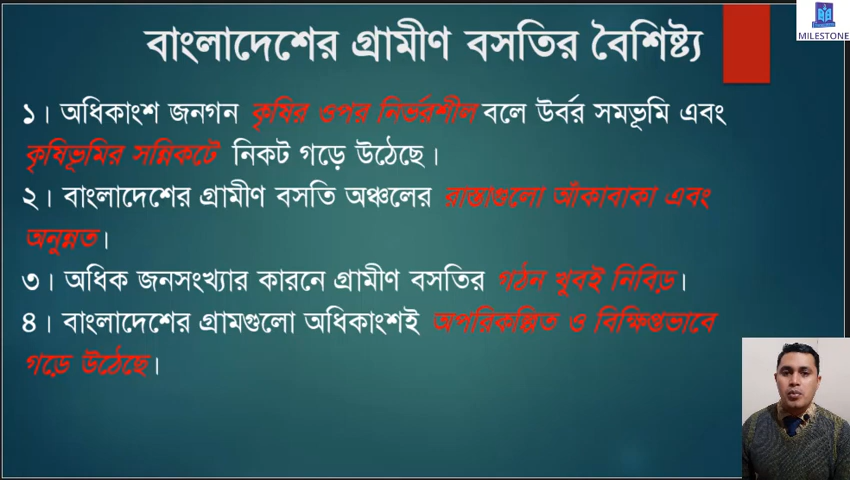 MILESTONE
বাংলাদেশের গ্রামীণ বসতির বৈশিষ্ট্য
১। অধিকাংশ জনগন কৃষির ওপর নির্ভরশীল বলে উর্বর সমভূমি এবং
কৃষিভূমির সন্নিকটে নিকট গড়ে উঠেছে।
২। বাংলাদেশের গ্রামীণ বসতি অঞ্চলের রাস্তাগুলো আঁকাবাকা এবং
অনুন্নত।
৩। অধিক জনসংখ্যার কারনে গ্রামীণ বসতির গঠন খুবই নিবিড়।
৪। বাংলাদেশের গ্রামগুলো অধিকাংশই অপরিকল্পিত ও বিক্ষিপ্তভাবে
গড়ে উঠেছে।